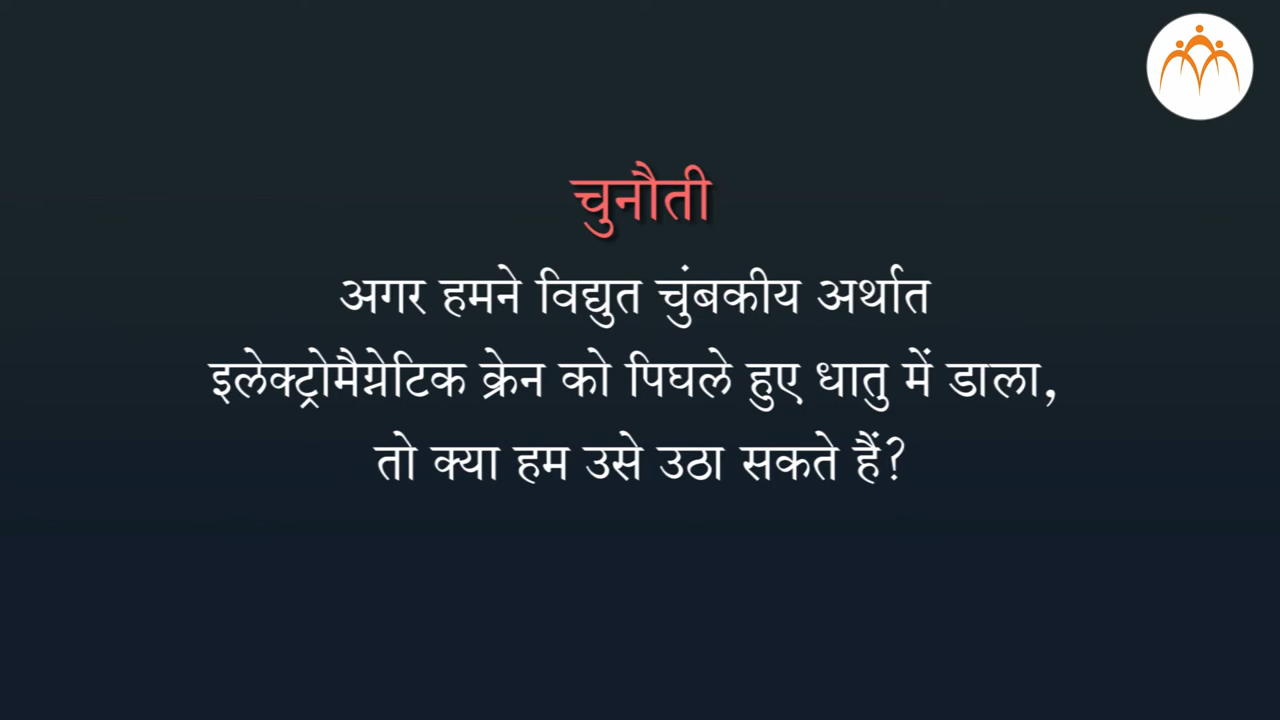 चुनौती
अगर हमने विद्युत चुंबकीय अर्थात
इलेक्ट्रोमैग्नेटिक क्रेन को पिघले हुए धातु में डाला,
तो क्या हम उसे उठा सकते हैं?